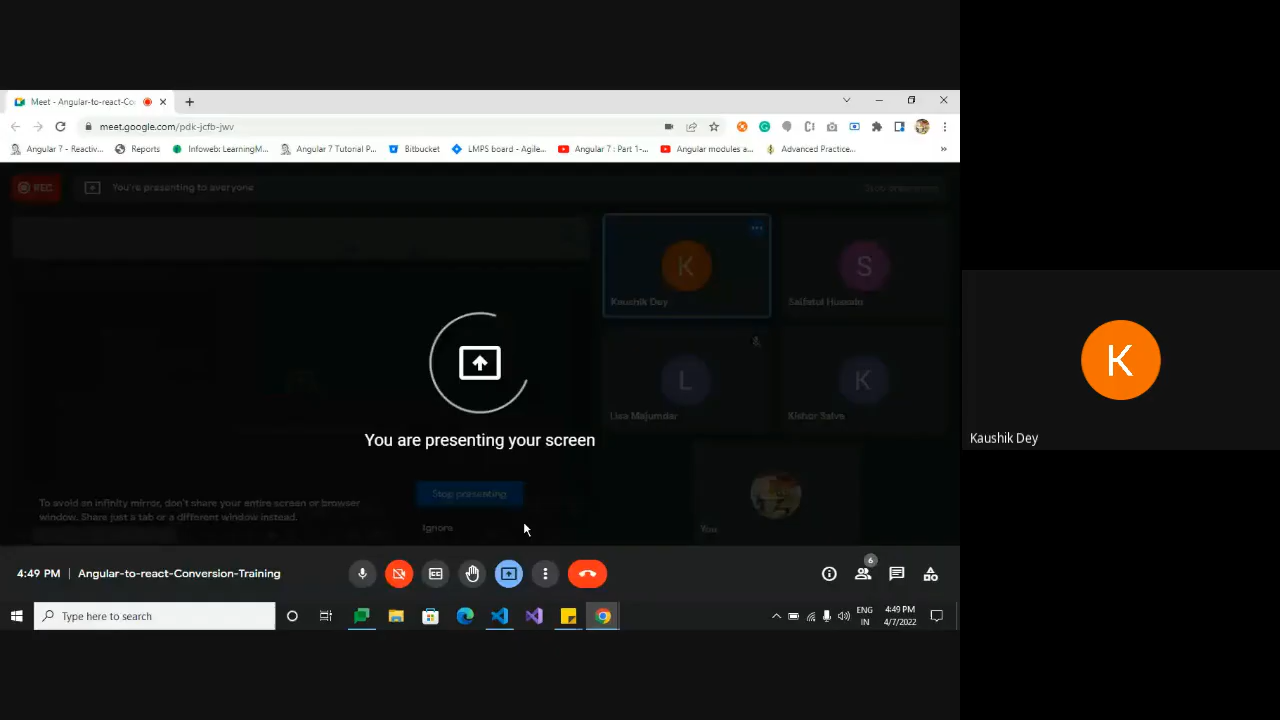 Meet - Angular-to-react-Co
meet.google.com/pdk-jcfb-jwv
Angular 7 - Reactiv...
Reports
Infoweb: LearningM...
Angular 7 Tutorial P...
Bitbucket
LMPS board - Agile...
Angular 7 : Part 1-...
Angular modules a...
Advanced Practice...
»
REC
You're presenting to everyone
Stop presenting
K
Kaushik Dey
S
Saifatul Hussain
L
Lisa Majumdar
K
Kishor Salve
You
You are presenting your screen
To avoid an infinity mirror, don't share your entire screen or browser
window. Share just a tab or a different window instead.
Stop presenting
Ignore
4:49 PM | Angular-to-react-Conversion-Training
6
Type here to search
ENG
IN
4:49 PM
4/7/2022
K
Kaushik Dey